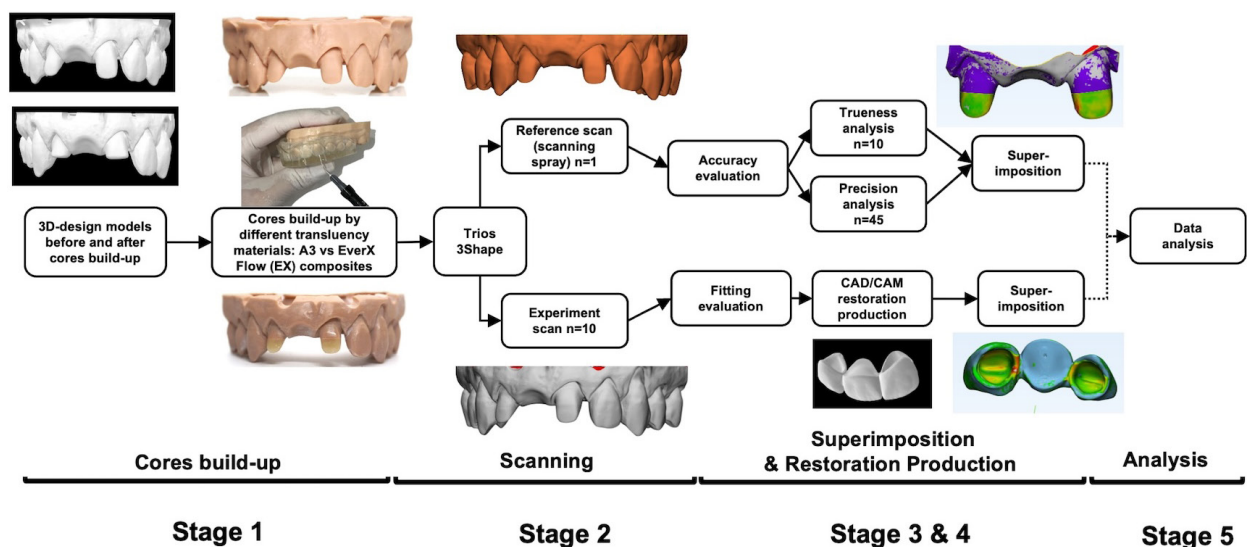 3D-design models
before and after
cores build-up
Cores build-up by
different transluency
materials: A3 vs EverX
Flow (EX) composites
Trios
3Shape
Reference scan
(scanning
spray) n=1
Experiment
scan n=10
Accuracy
evaluation
Fitting
evaluation
Trueness
analysis
n=10
Precision
analysis
n=45
CAD/CAM
restoration
production
Super-
imposition
Super-
imposition
Data
analysis
Cores build-up
Scanning
Superimposition
& Restoration Production
Analysis
Stage 1
Stage 2
Stage 3 & 4
Stage 5